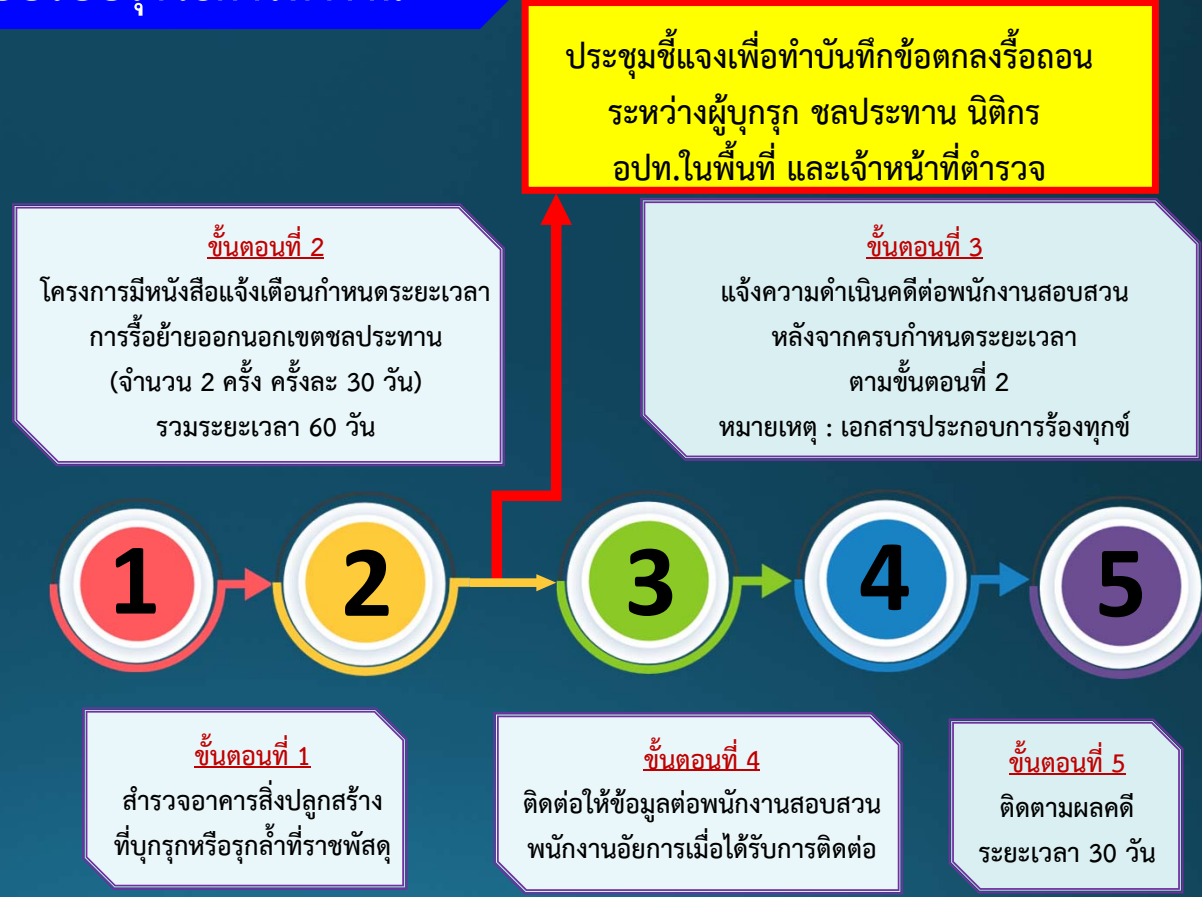 ประชุมชี้แจงเพื่อทำบันทึกข้อตกลงรื้อถอน
ระหว่างผู้บุกรุก ชลประทาน นิติกร
อปท.ในพื้นที่ และเจ้าหน้าที่ตำรวจ
ขั้นตอนที่ 2
โครงการมีหนังสือแจ้งเตือนกำหนดระยะเวลา
การรื้อย้ายออกนอกเขตชลประทาน
(จำนวน 2 ครั้ง ครั้งละ 30 วัน)
รวมระยะเวลา 60 วัน
ขั้นตอนที่ 3
แจ้งความดำเนินคดีต่อพนักงานสอบสวน
หลังจากครบกำหนดระยะเวลา
ตามขั้นตอนที่ 2
หมายเหตุ : เอกสารประกอบการร้องทุกข์
1
2
3
4
5
ขั้นตอนที่ 1
สำรวจอาคารสิ่งปลูกสร้าง
ที่บุกรุกหรือรุกล้ำที่ราชพัสดุ
ขั้นตอนที่ 4
ติดต่อให้ข้อมูลต่อพนักงานสอบสวน
พนักงานอัยการเมื่อได้รับการติดต่อ
ขั้นตอนที่ 5
ติดตามผลคดี
ระยะเวลา 30 วัน